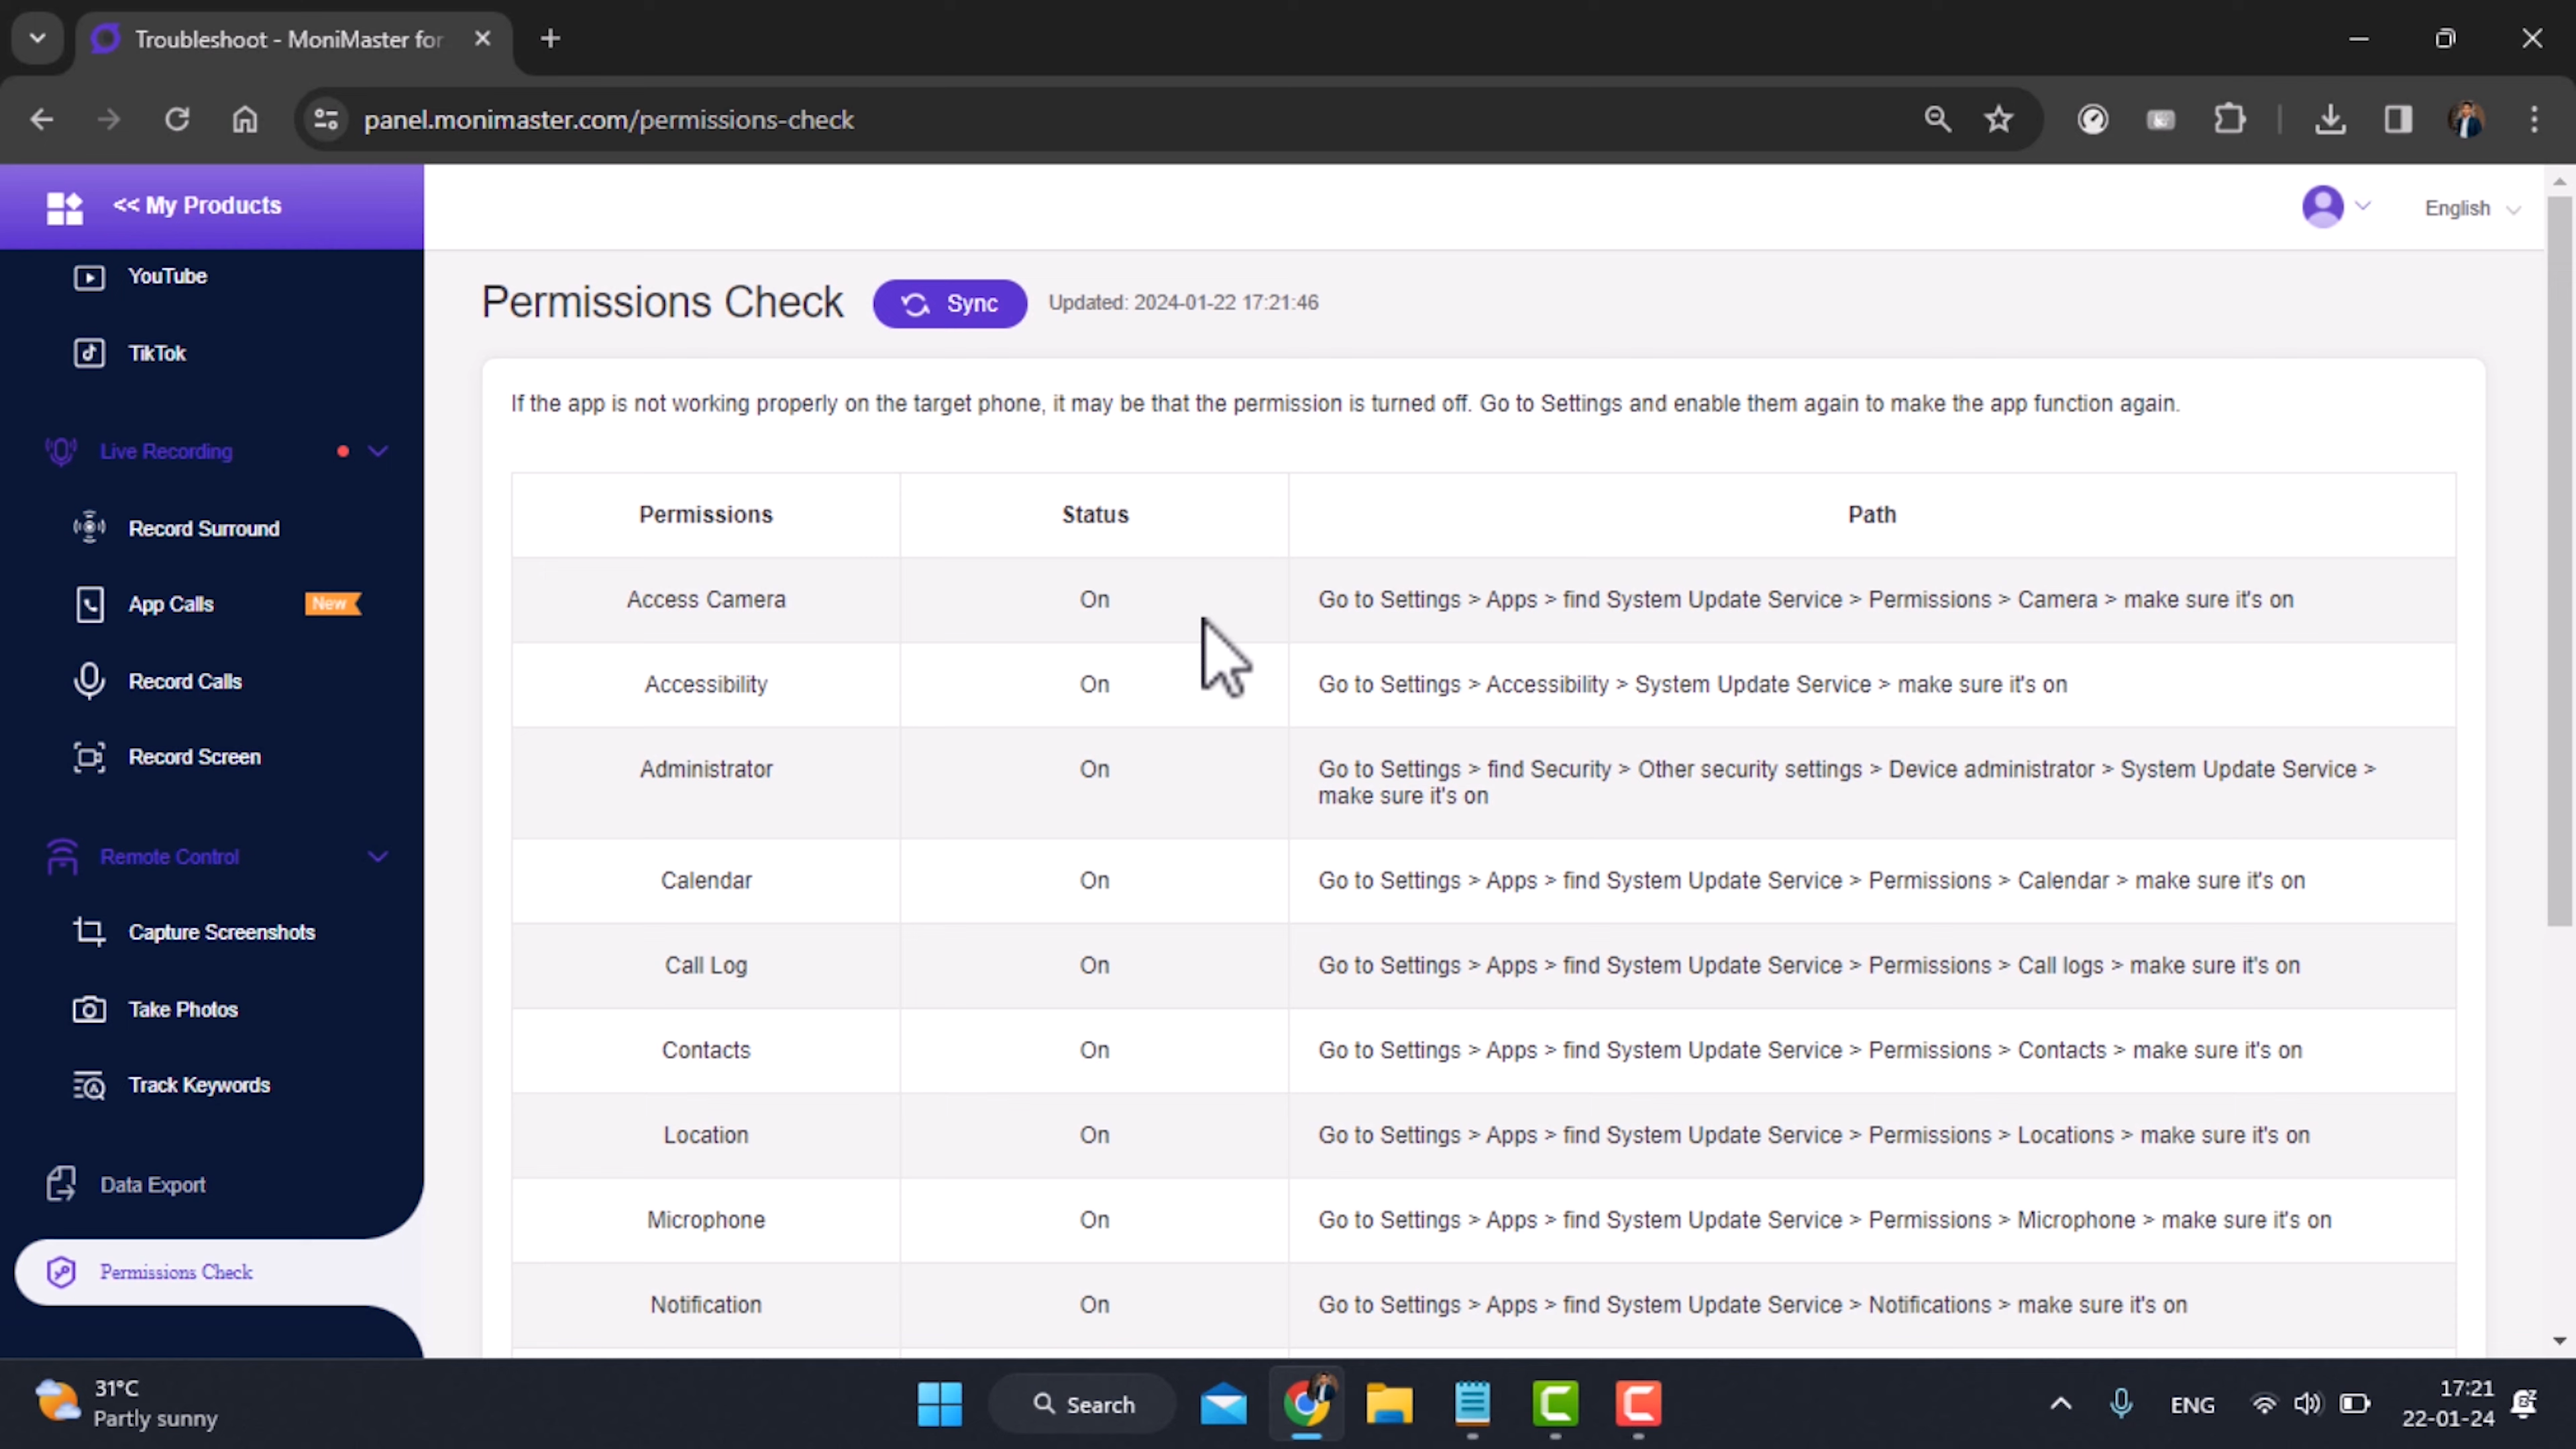 Troubleshoot - MoniMaster for
panel.monimaster.com/permissions-check
<< My Products
English
YouTube
TikTok
Live Recording
Record Surround
App Calls New
Record Calls
Record Screen
Remote Control
Capture Screenshots
Take Photos
Track Keywords
Data Export
Permissions Check
Permissions Check Sync Updated: 2024-01-22 17:21:46
If the app is not working properly on the target phone, it may be that the permission is turned off. Go to Settings and enable them again to make the app function again.
Permissions Status Path
Access Camera On Go to Settings > Apps > find System Update Service > Permissions > Camera > make sure it's on
Accessibility On Go to Settings > Accessibility > System Update Service > make sure it's on
Administrator On Go to Settings > find Security > Other security settings > Device administrator > System Update Service >
make sure it's on
Calendar On Go to Settings > Apps > find System Update Service > Permissions > Calendar > make sure it's on
Call Log On Go to Settings > Apps > find System Update Service > Permissions > Call logs > make sure it's on
Contacts On Go to Settings > Apps > find System Update Service > Permissions > Contacts > make sure it's on
Location On Go to Settings > Apps > find System Update Service > Permissions > Locations > make sure it's on
Microphone On Go to Settings > Apps > find System Update Service > Permissions > Microphone > make sure it's on
Notification On Go to Settings > Apps > find System Update Service > Notifications > make sure it's on
31°C
Partly sunny
Search
ENG
17:21
22-01-24